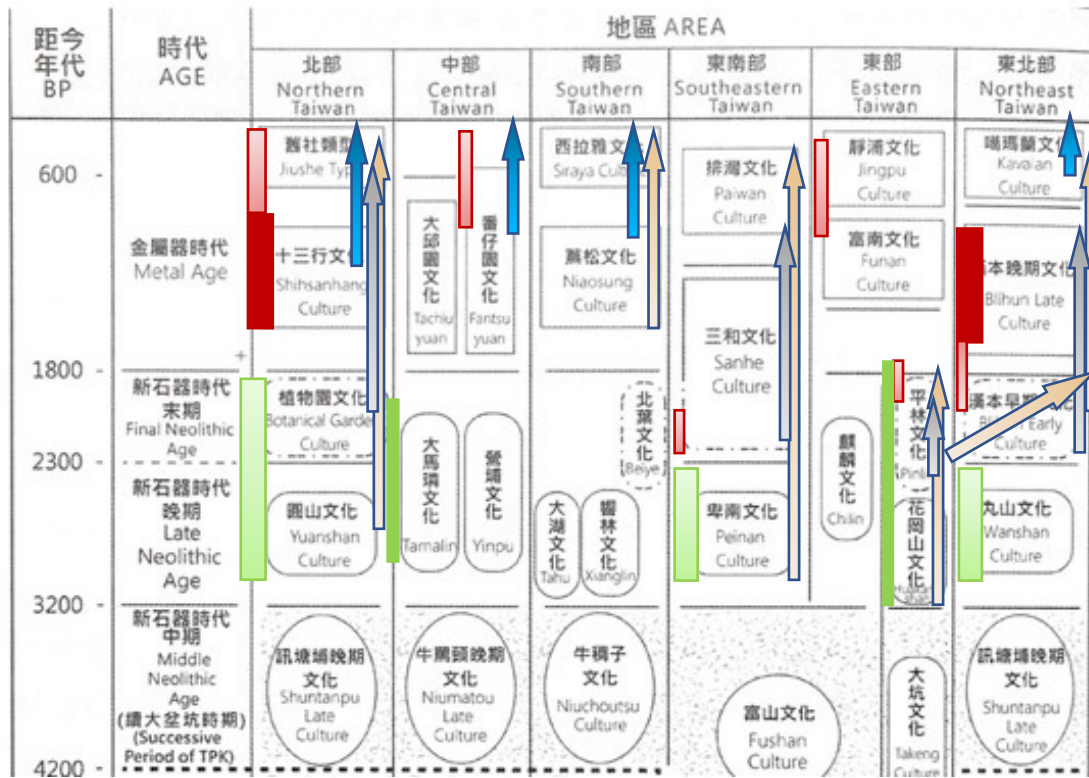 地區 AREA
距今
年代
BP
時代
AGE
北部
Northern
Taiwan
中部
Central
Taiwan
南部
Southern
Taiwan
東南部
Southeastern
Taiwan
東部
Eastern
Taiwan
東北部
Northeast
Taiwan
600 -
金屬器時代
Metal Age
舊社類型
Jiushe Typ
十三行文化
Shihsanhang
Culture
大邱園文化
Tachiu
yuan
番仔園文化
Fantsu
yuan
西拉雅文化
Siraya Cultu
蔦松文化
Niaosung
Culture
排灣文化
Paiwan
Culture
三和文化
Sanhe
Culture
靜浦文化
Jingpu
Culture
富南文化
Funan
Culture
噶瑪蘭文化
Kavalan
Culture
本晚期文化
Blihun Late
Culture
1800 -
新石器時代
末期
Final Neolithic
Age
植物園文化
Botanical Garde
Culture
北葉文化
Beiye
平林文化
Pinli
漢本早期
Early
Culture
2300 -
新石器時代
晚期
Late
Neolithic
Age
圓山文化
Yuanshan
Culture
大馬璘文化
Tamalin
營埔文化
Yinpu
大湖文化
Tahu
響林文化
Xianglin
卑南文化
Peinan
Culture
麒麟文化
Chilin
花岡山文化
丸山文化
Wanshan
Culture
3200 -
新石器時代
中期
Middle
Neolithic
Age
(續大坌坑時期)
(Successive
Period of TPK)
訊塘埔晚期
文化
Shuntanpu
Late
Culture
牛罵頭晚期
文化
Niumatou
Late
Culture
牛稠子
文化
Niuchoutsu
Culture
富山文化
Fushan
Culture
大坑文化
Takeng
Culture
訊塘埔晚期
文化
Shuntanpu
Late
Culture
4200 -